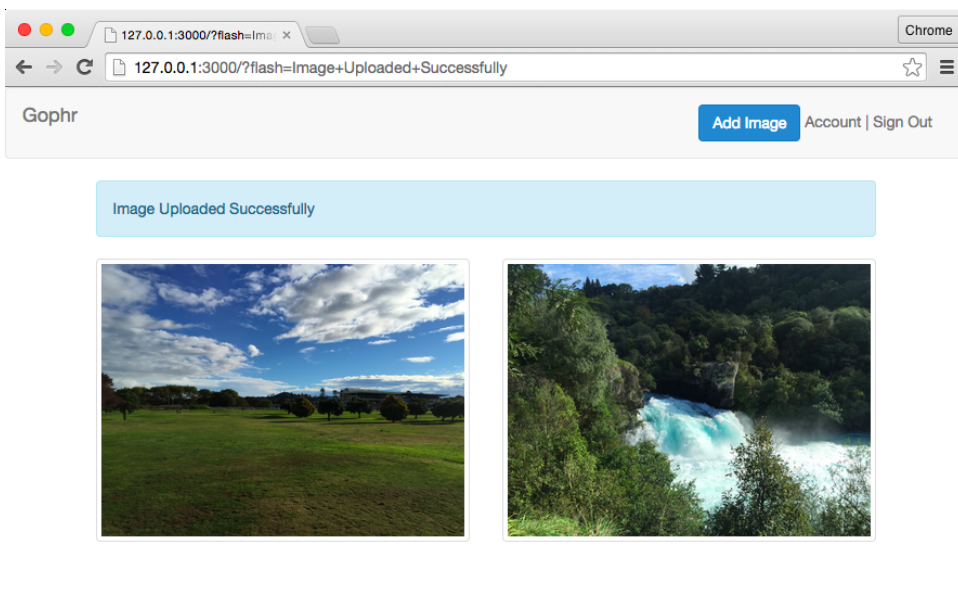 127.0.0.1:3000/?flash=Ima
Chrome
127.0.0.1:3000/?flash=Image+Uploaded+Successfully
Gophr
Add Image Account | Sign Out
Image Uploaded Successfully